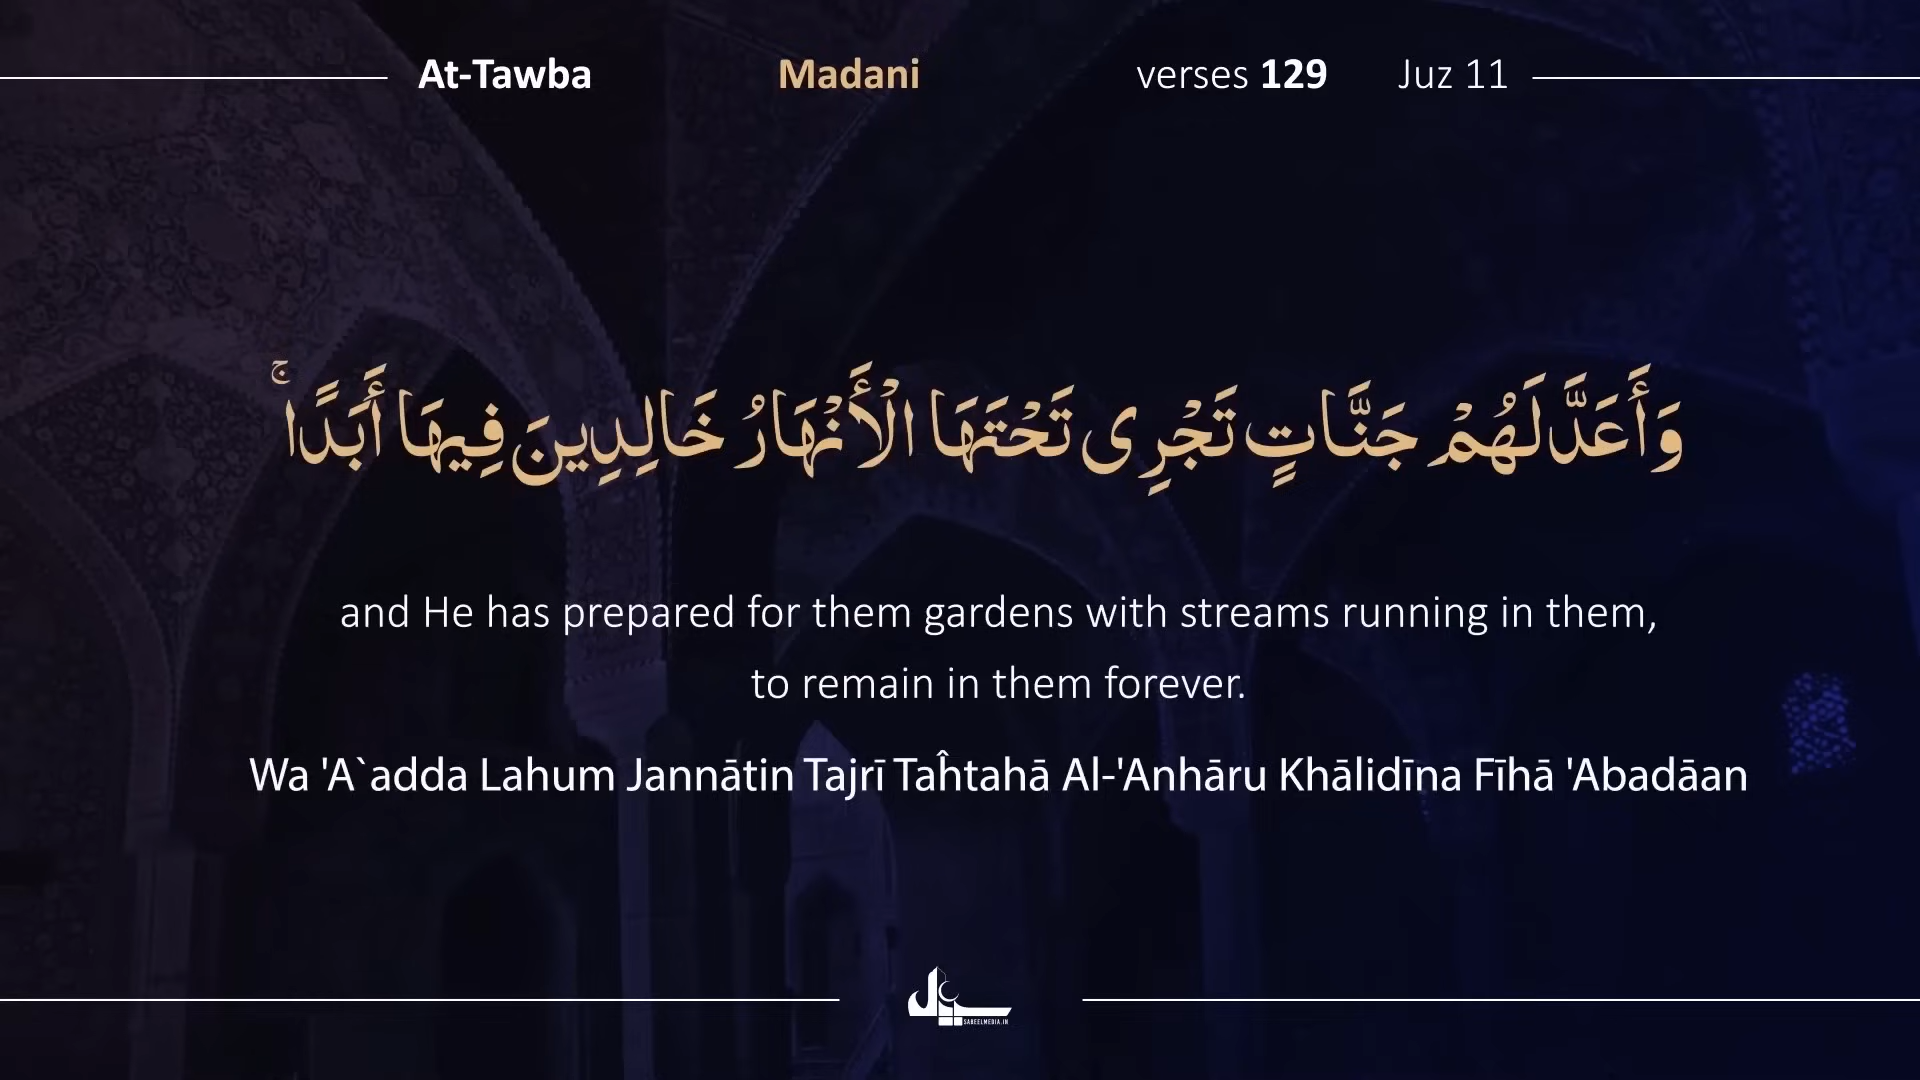 At-Tawba Madani verses 129 Juz 11
وَأَعَدَّ لَهُمْ جَنَّاتٍ تَجْرِى تَحْتَهَا الْأَنْهَارُ خَالِدِينَ فِيهَا أَبَدًا ۚ
and He has prepared for them gardens with streams running in them,
to remain in them forever.
Wa 'A`adda Lahum Jannātin Tajrī Taĥtahā Al-'Anhāru Khālidīna Fīhā 'Abadāan
SABEELMEDIA.IN